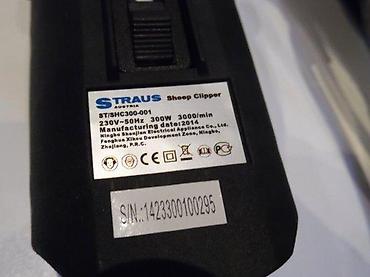 STRAUS Sheep Clipper
AUSTRIA
ST/SHC300-001
230V~50Hz 300W 3000/min
Manufacturing date:2014
Ningbo Shenjian Electrical Appliance Co., Ltd.
Fenghua Xikou Development Zone, Ningbo,
Zhejiang, P.R.C.
S/N.:1423300100295